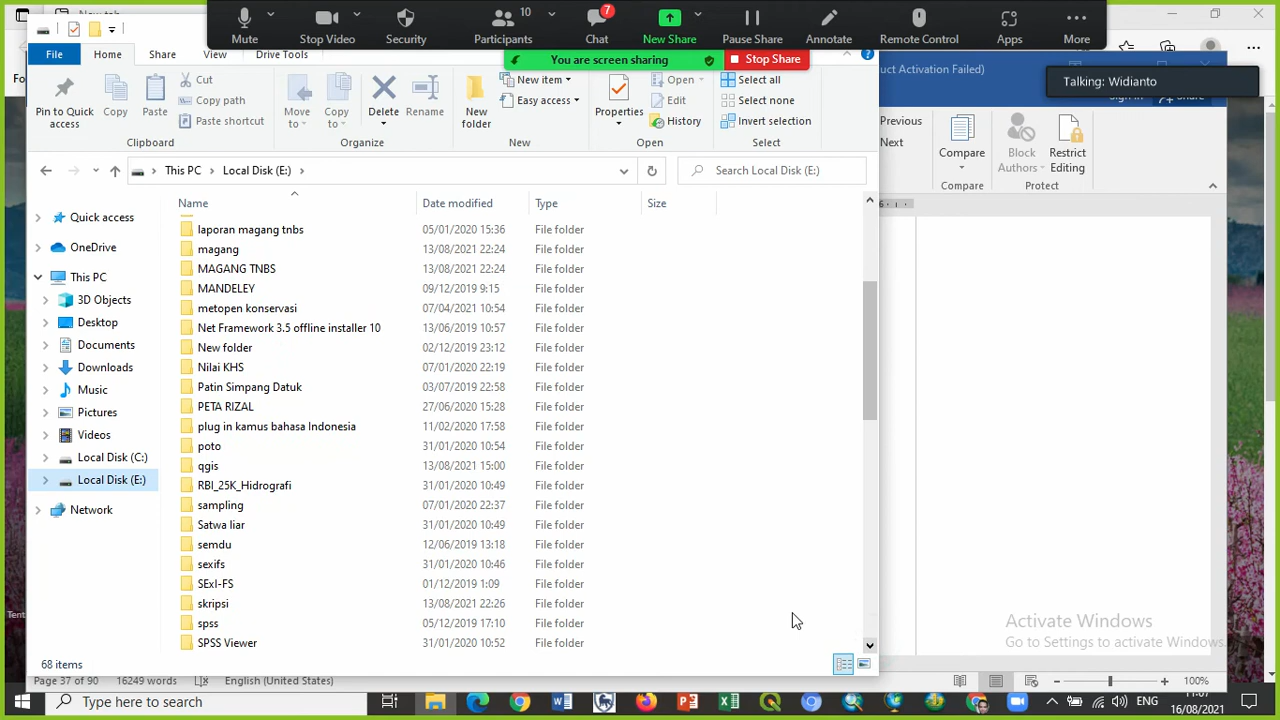 Mute
Stop Video
Security
Participants
10
Chat
7
New Share
Pause Share
Annotate
Remote Control
Apps
More
You are screen sharing
Stop Share
Talking: Widianto
File
Home
Share
View
Drive Tools
uct Activation Failed)
Pin to Quick access
Copy
Paste
Cut
Copy path
Paste shortcut
Clipboard
Move to
Copy to
Delete
Rename
Organize
New folder
New item
Easy access
New
Properties
Open
Edit
History
Open
Select all
Select none
Invert selection
Select
Previous
Next
Compare
Compare
Block Authors
Restrict Editing
Protect
This PC
Local Disk (E:)
Search Local Disk (E:)
Name
Date modified
Type
Size
Quick access
OneDrive
This PC
3D Objects
Desktop
Documents
Downloads
Music
Pictures
Videos
Local Disk (C:)
Local Disk (E:)
Network
laporan magang tnbs 05/01/2020 15:36 File folder
magang 13/08/2021 22:24 File folder
MAGANG TNBS 13/08/2021 22:24 File folder
MANDELEY 09/12/2019 9:15 File folder
metopen konservasi 07/04/2021 10:54 File folder
Net Framework 3.5 offline installer 10 13/06/2019 10:57 File folder
New folder 02/12/2019 23:12 File folder
Nilai KHS 07/01/2020 22:19 File folder
Patin Simpang Datuk 03/07/2019 22:58 File folder
PETA RIZAL 27/06/2020 15:28 File folder
plug in kamus bahasa Indonesia 11/02/2020 17:58 File folder
poto 31/01/2020 10:54 File folder
qgis 13/08/2021 15:00 File folder
RBI_25K_Hidrografi 31/01/2020 10:49 File folder
sampling 07/01/2020 22:37 File folder
Satwa liar 31/01/2020 10:49 File folder
semdu 12/06/2019 13:18 File folder
sexifs 31/01/2020 10:46 File folder
SExI-FS 01/12/2019 1:09 File folder
skripsi 13/08/2021 22:26 File folder
spss 05/12/2019 17:10 File folder
SPSS Viewer 31/01/2020 10:52 File folder
68 items
Activate Windows
Go to Settings to activate Windows.
Page 37 of 90
16249 words
English (United States)
100%
Type here to search
ENG
11:07
16/08/2021